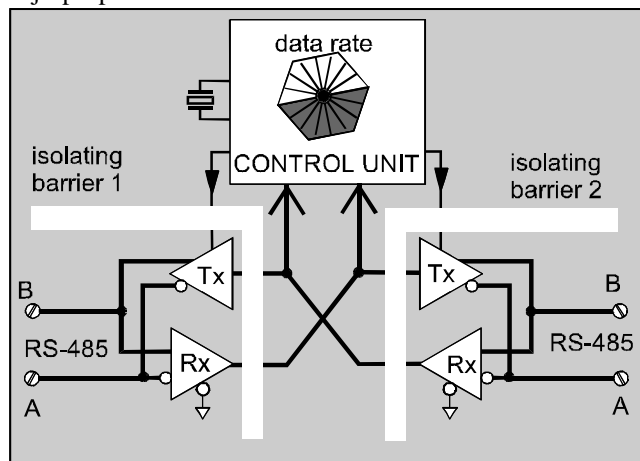 data rate
CONTROL UNIT
isolating
barrier 1
isolating
barrier 2
Tx
Tx
B
B
RS-485
Rx
Rx
RS-485
A
A